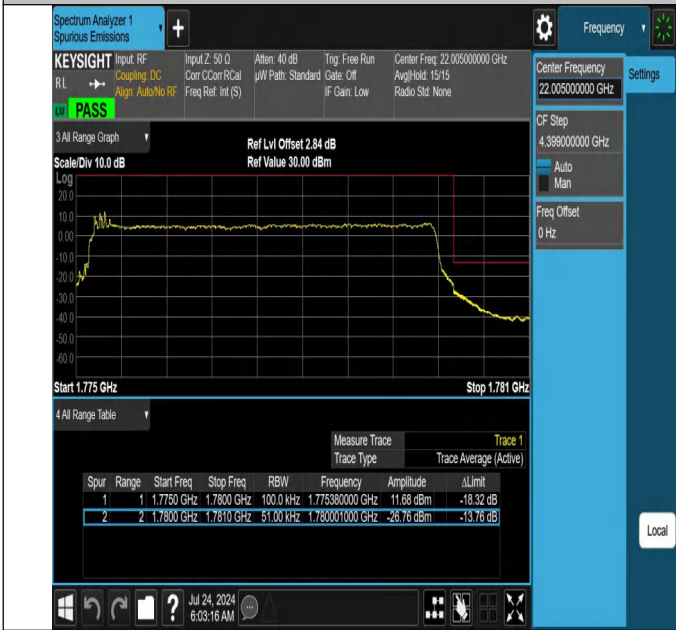 Spectrum Analyzer 1
Spurious Emissions
Frequency
KEYSIGHT
RL
PASS
Input: RF
Coupling: DC
Align: Auto/No RF
Input Z: 50 Ω
Corr CCorr RCal
Freq Ref: Int (S)
Atten: 40 dB
µW Path: Standard
Trig: Free Run
Gate: Off
IF Gain: Low
Center Freq: 22.005000000 GHz
Avg|Hold: 15/15
Radio Std: None
Center Frequency
22.005000000 GHz
Settings
CF Step
4.399000000 GHz
Auto
Man
Freq Offset
0 Hz
3 All Range Graph
Scale/Div 10.0 dB
Ref Lvl Offset 2.84 dB
Ref Value 30.00 dBm
Log
20.0
10.0
0.00
-10.0
-20.0
-30.0
-40.0
-50.0
-60.0
Start 1.775 GHz
Stop 1.781 GHz
4 All Range Table
Measure Trace Trace 1
Trace Type Trace Average (Active)
Spur Range Start Freq Stop Freq RBW Frequency Amplitude ΔLimit
1 1 1.7750 GHz 1.7800 GHz 100.0 kHz 1.775380000 GHz 11.68 dBm -18.32 dB
2 2 1.7800 GHz 1.7810 GHz 51.00 kHz 1.780001000 GHz -26.76 dBm -13.76 dB
Local
Jul 24, 2024
6:03:16 AM